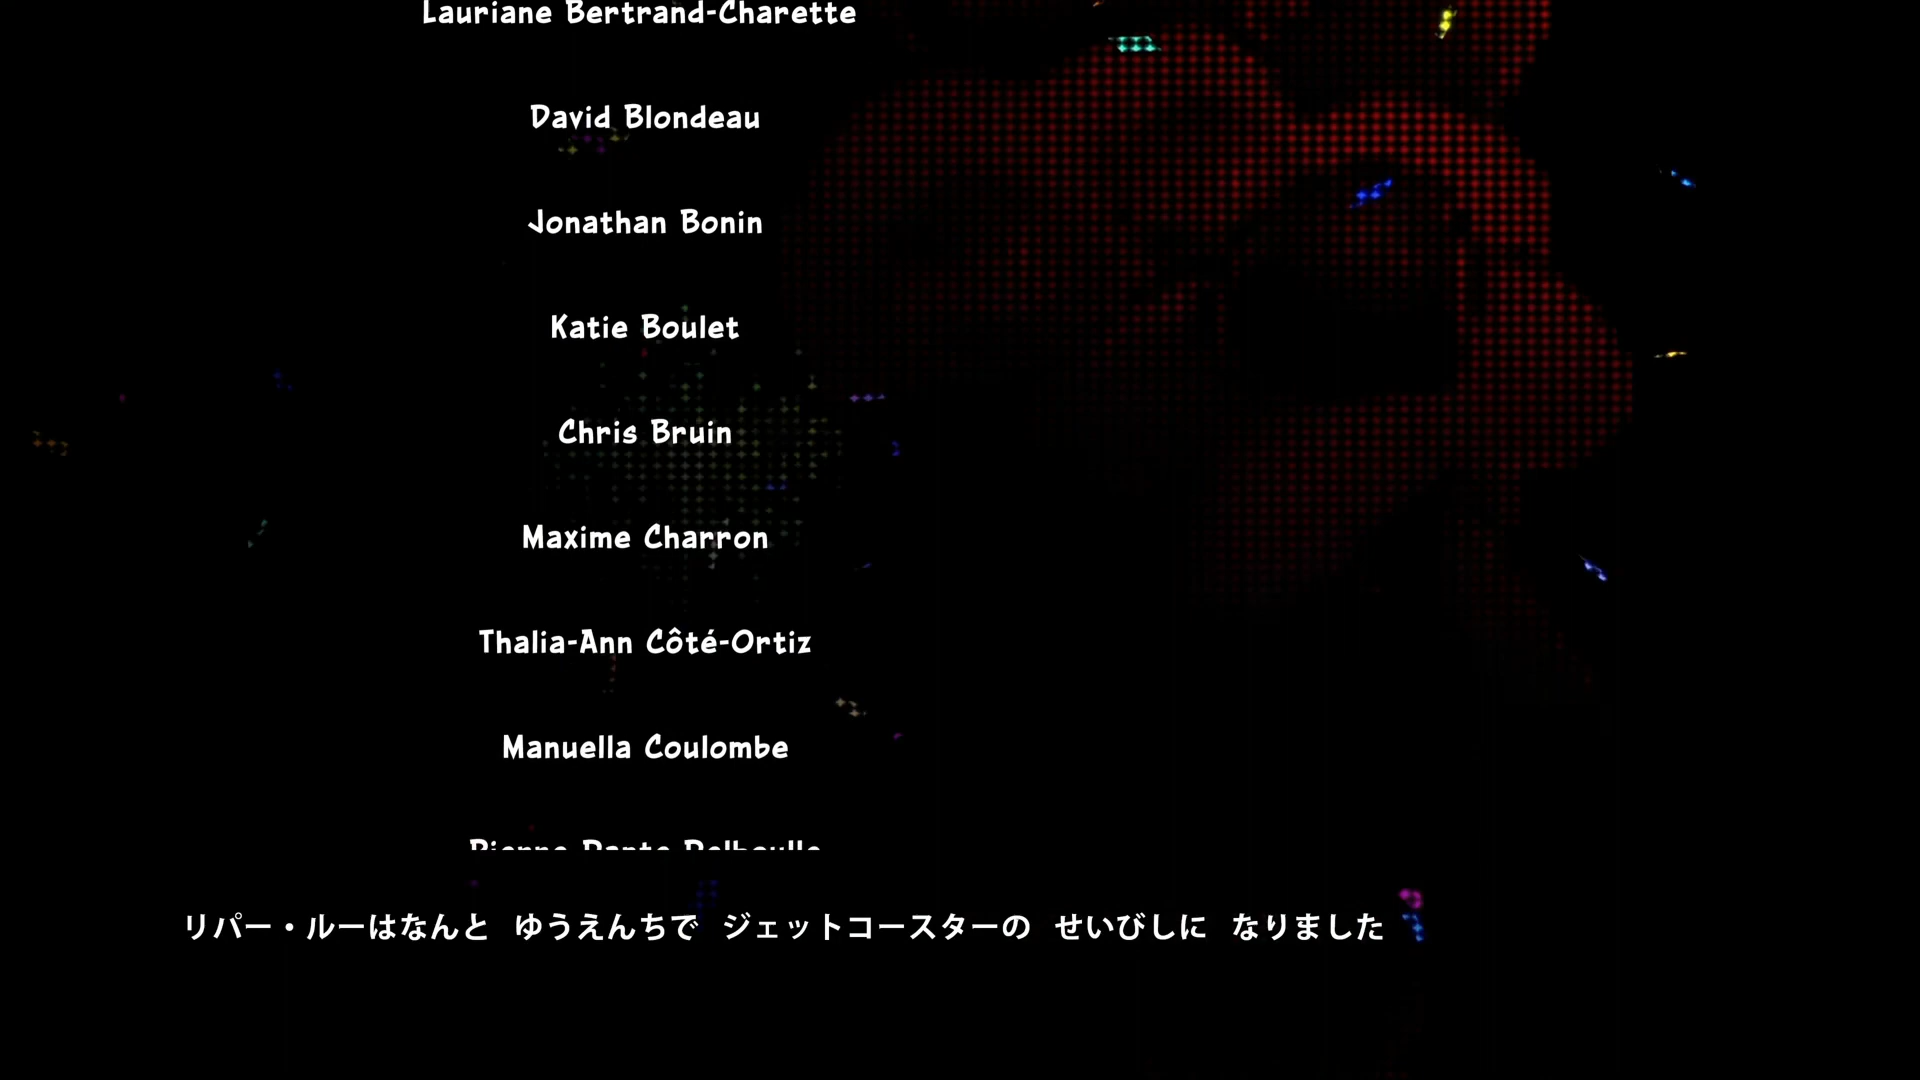 Lauriane Bertrand-Charette
David Blondeau
Jonathan Bonin
Katie Boulet
Chris Bruin
Maxime Charron
Thalia-Ann Côté-Ortiz
Manuella Coulombe
リパー・ルーはなんと ゆうえんちで ジェットコースターの せいびしに なりました